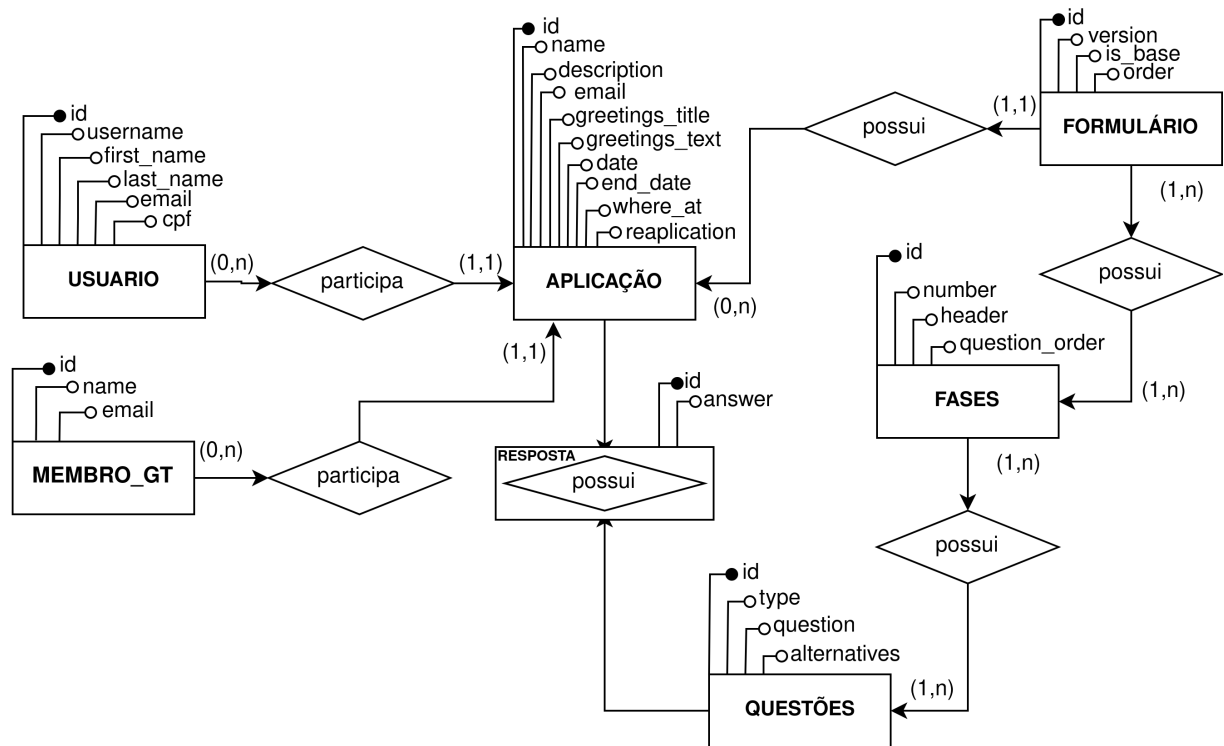 id
name
description
email
greetings_title
greetings_text
date
end_date
where_at
reaplication
APLICAÇÃO
id
version
is_base
order
FORMULÁRIO
(1,1)
possui
(0,n)
id
username
first_name
last_name
email
cpf
USUARIO
(0,n)
participa
(1,1)
(1,n)
possui
(1,n)
id
number
header
question_order
FASES
(1,n)
possui
(1,n)
id
name
email
MEMBRO_GT
(0,n)
participa
(1,1)
id
answer
RESPOSTA
possui
id
type
question
alternatives
QUESTÕES